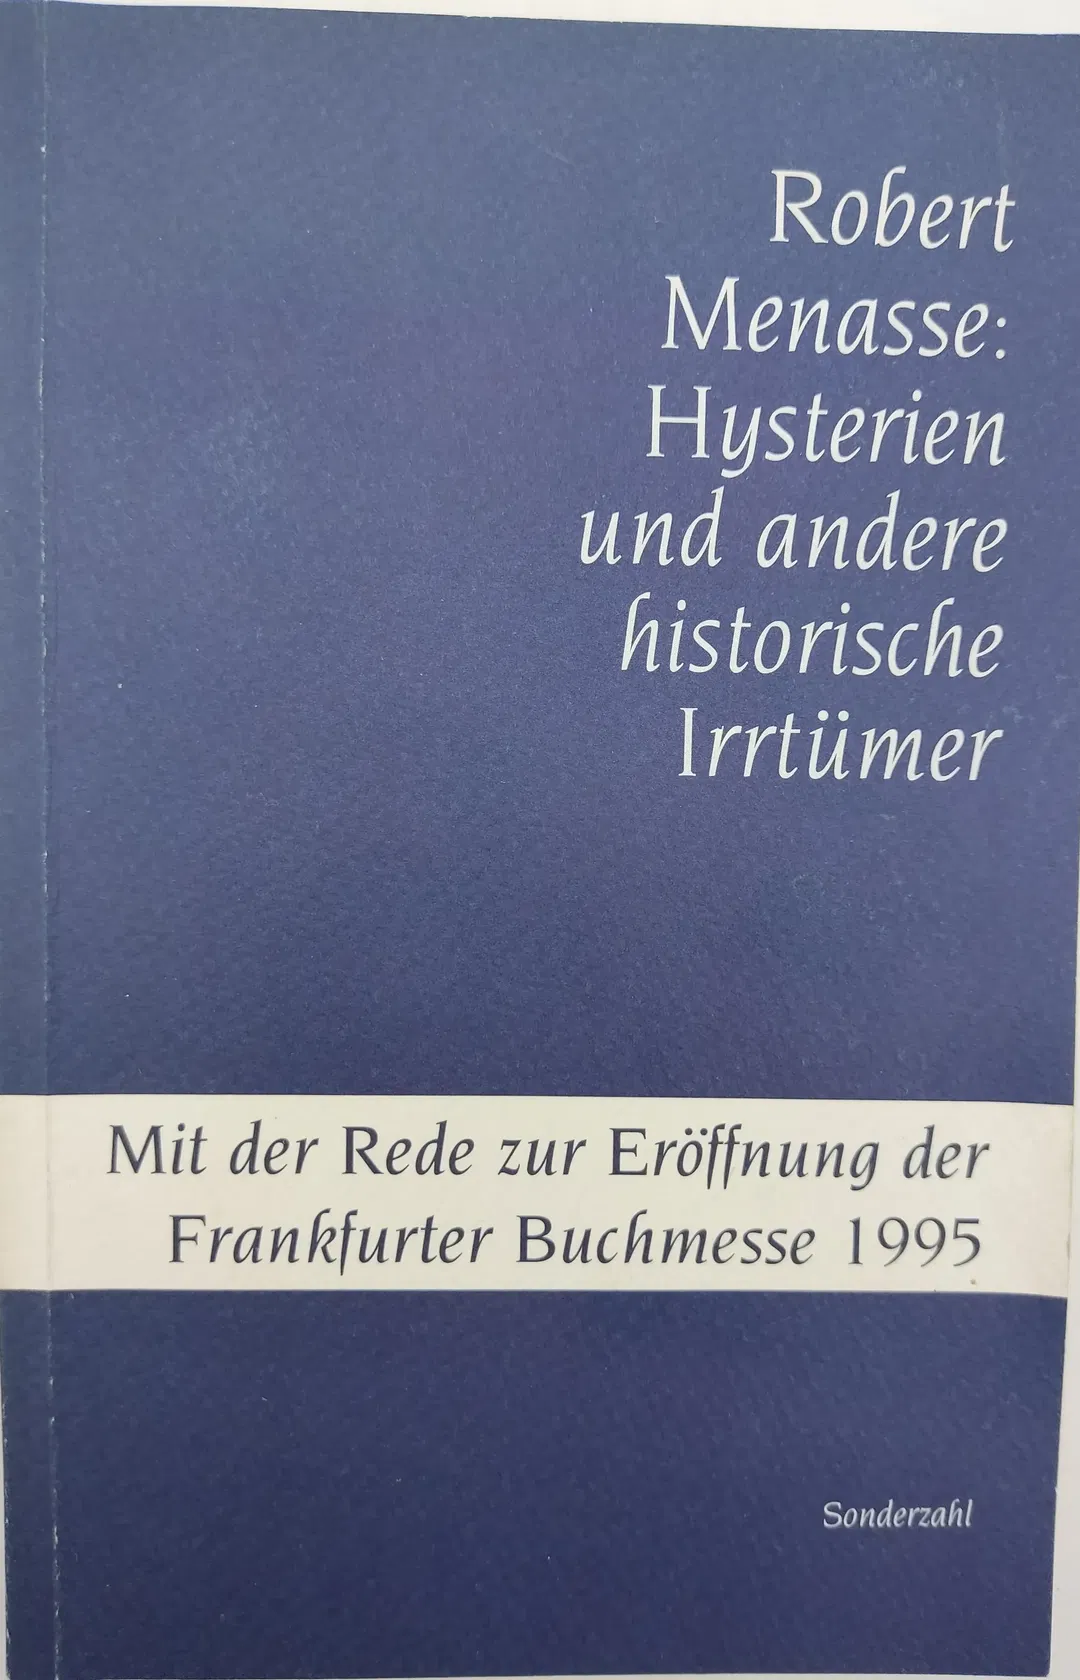 Robert
Menasse:
Hysterien
und andere
historische
Irrtümer
Mit der Rede zur Eröffnung der
Frankfurter Buchmesse 1995
Sonderzahl